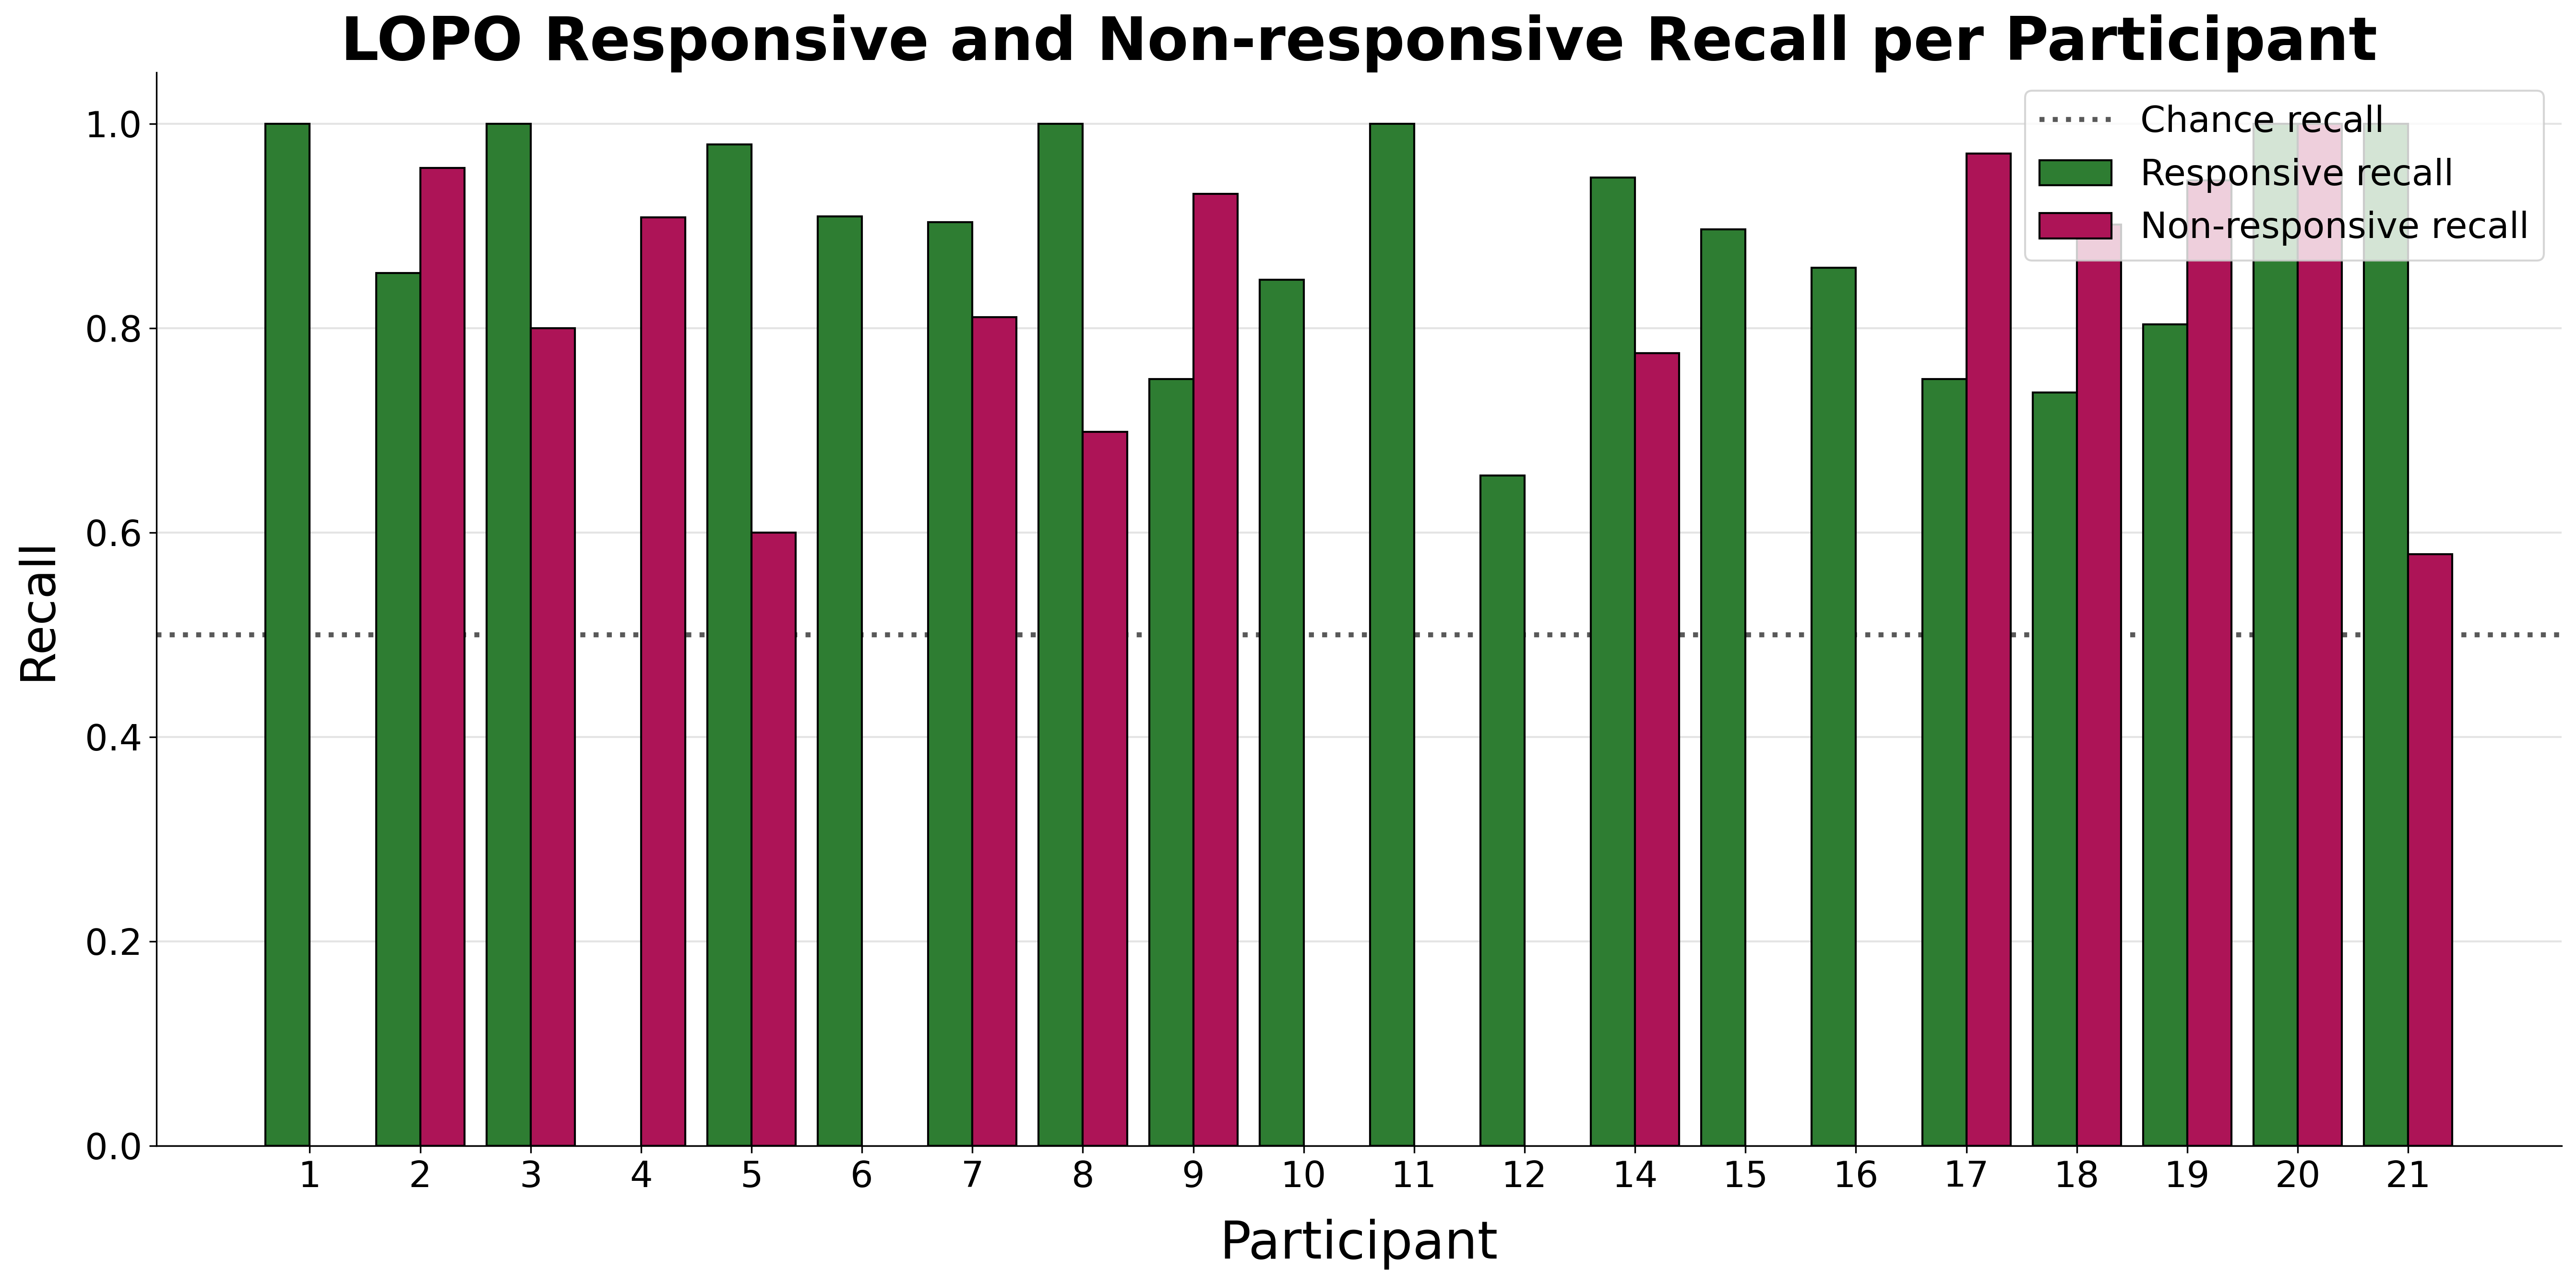 LOPO Responsive and Non-responsive Recall per Participant
Chance recall
Responsive recall
Non-responsive recall
1.0
0.8
0.6
0.4
0.2
0.0
Recall
1 2 3 4 5 6 7 8 9 10 11 12 14 15 16 17 18 19 20 21
Participant